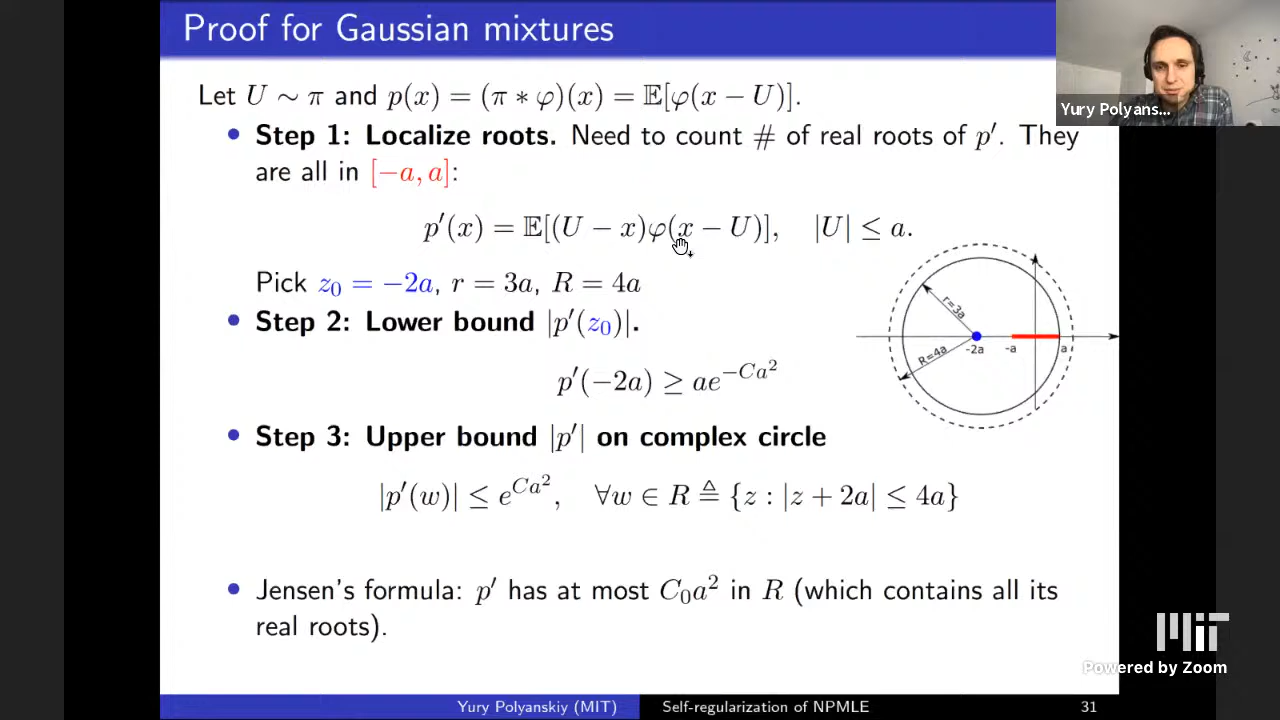 Proof for Gaussian mixtures
Yury Polyans...
Let U ∼ π and p(x) = (π ∗ φ)(x) = 𝔼[φ(x − U)].
• Step 1: Localize roots. Need to count # of real roots of p′. They
are all in [−a, a]:
p′(x) = 𝔼[(U − x)φ(x − U)], |U| ≤ a.
Pick z₀ = −2a, r = 3a, R = 4a
• Step 2: Lower bound |p′(z₀)|.
p′(−2a) ≥ ae^{−Ca²}
r=3a
R=4a
-2a
-a
a
• Step 3: Upper bound |p′| on complex circle
|p′(w)| ≤ e^{Ca²}, ∀w ∈ R ≜ {z : |z + 2a| ≤ 4a}
• Jensen's formula: p′ has at most C₀a² in R (which contains all its
real roots).
MIT
Powered by Zoom
Yury Polyanskiy (MIT)
Self-regularization of NPMLE
31